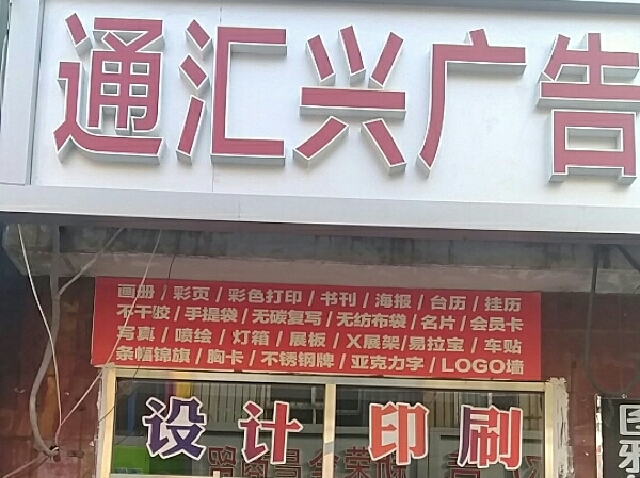 通汇兴广告
画册/彩页/彩色打印/书刊/海报/台历/挂历
不干胶/手提袋/无碳复写/无纺布袋/名片/会员卡
写真/喷绘/灯箱/展板/X展架/易拉宝/车贴
条幅锦旗/胸卡/不锈钢牌/亚克力字/LOGO墙
设计 印刷